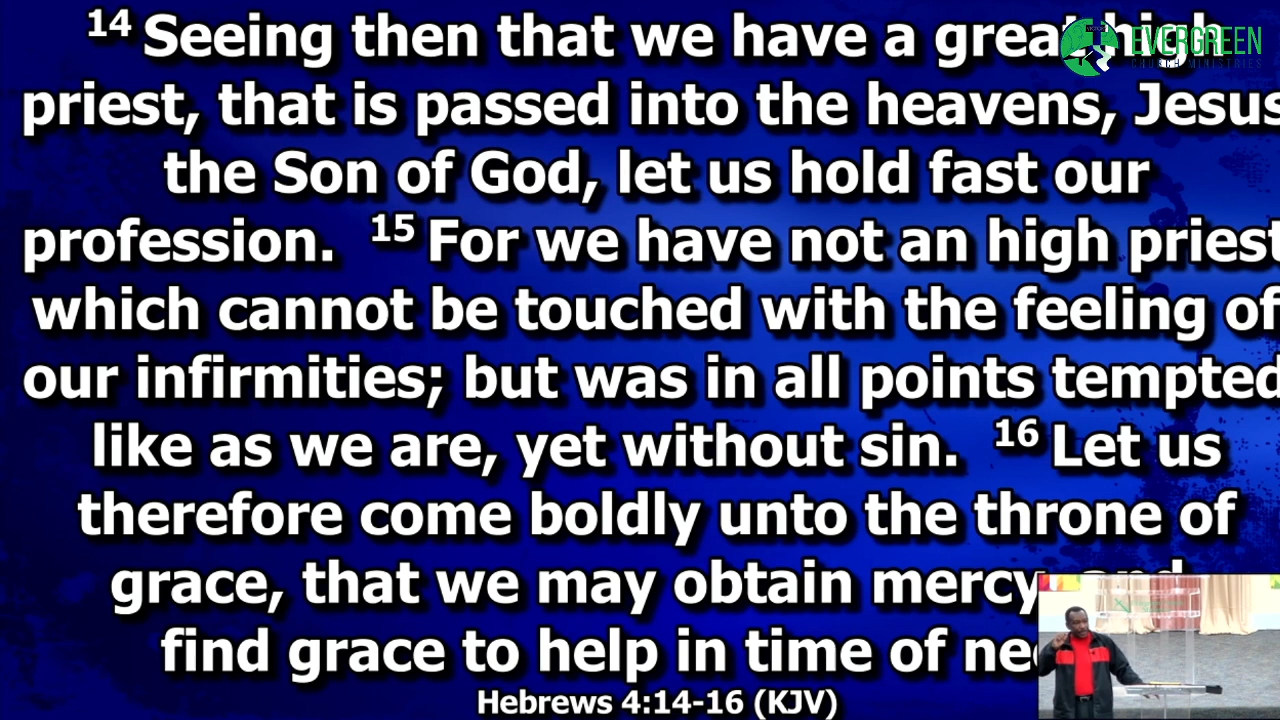 14 Seeing then that we have a great high
EVERGREEN
CHURCH MINISTRIES
priest, that is passed into the heavens, Jesus
the Son of God, let us hold fast our
profession. 15 For we have not an high priest
which cannot be touched with the feeling of
our infirmities; but was in all points tempted
like as we are, yet without sin. 16 Let us
therefore come boldly unto the throne of
grace, that we may obtain mercy, and
find grace to help in time of
Hebrews 4:14-16 (KJV)